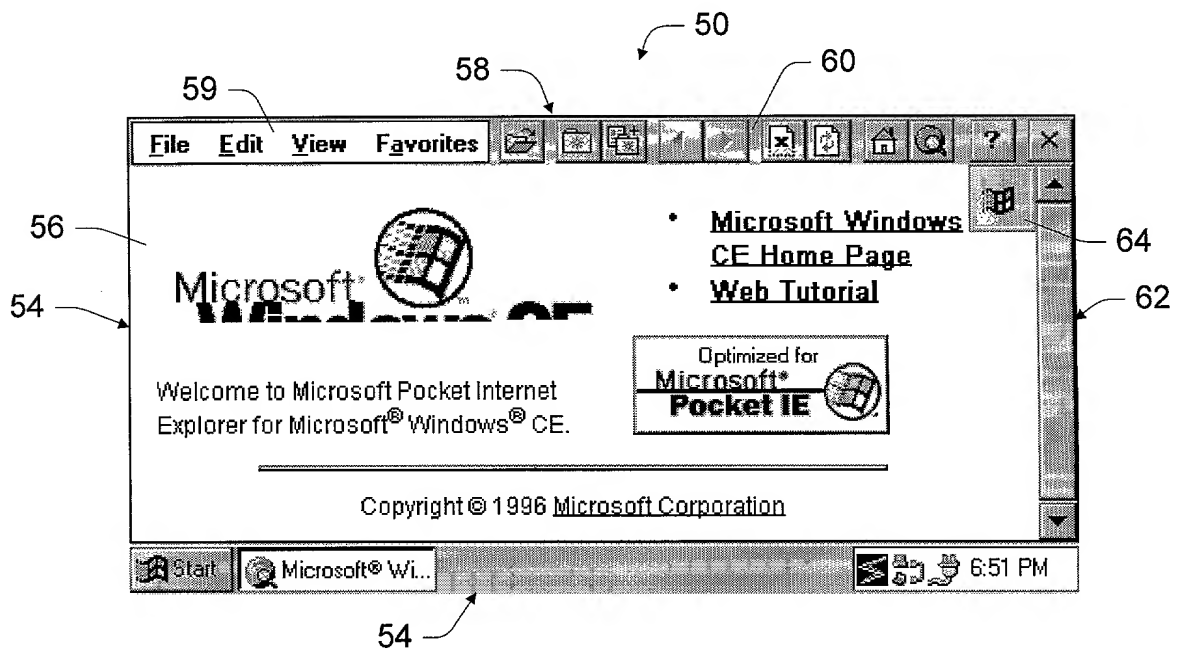 50
58
60
59
File Edit View Favorites ? ×
56
Microsoft Windows
CE Home Page
Web Tutorial
64
54
62
Microsoft
Windows CE
Optimized for
Microsoft®
Pocket IE
Welcome to Microsoft Pocket Internet
Explorer for Microsoft® Windows® CE.
Copyright © 1996 Microsoft Corporation
Start Microsoft® Wi... 6:51 PM
54